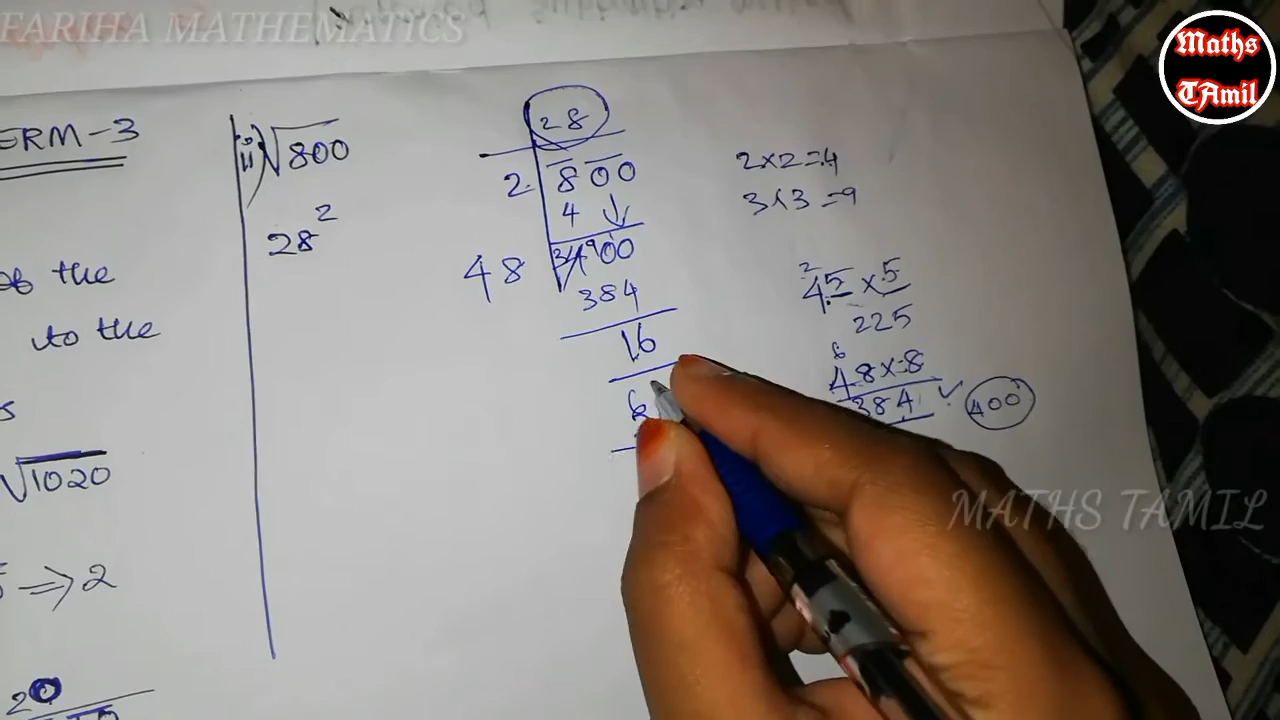 FARIHA MATHEMATICS
Maths
TAmil
ERM-3
ii) √800
28²
of the
to the
s
√1020
⇒ 2
20
28
2 800
4
48 400
384
16
6
2×2=4
3×3=9
45×5
225
48×8
384 ✓ 400
MATHS TAMIL